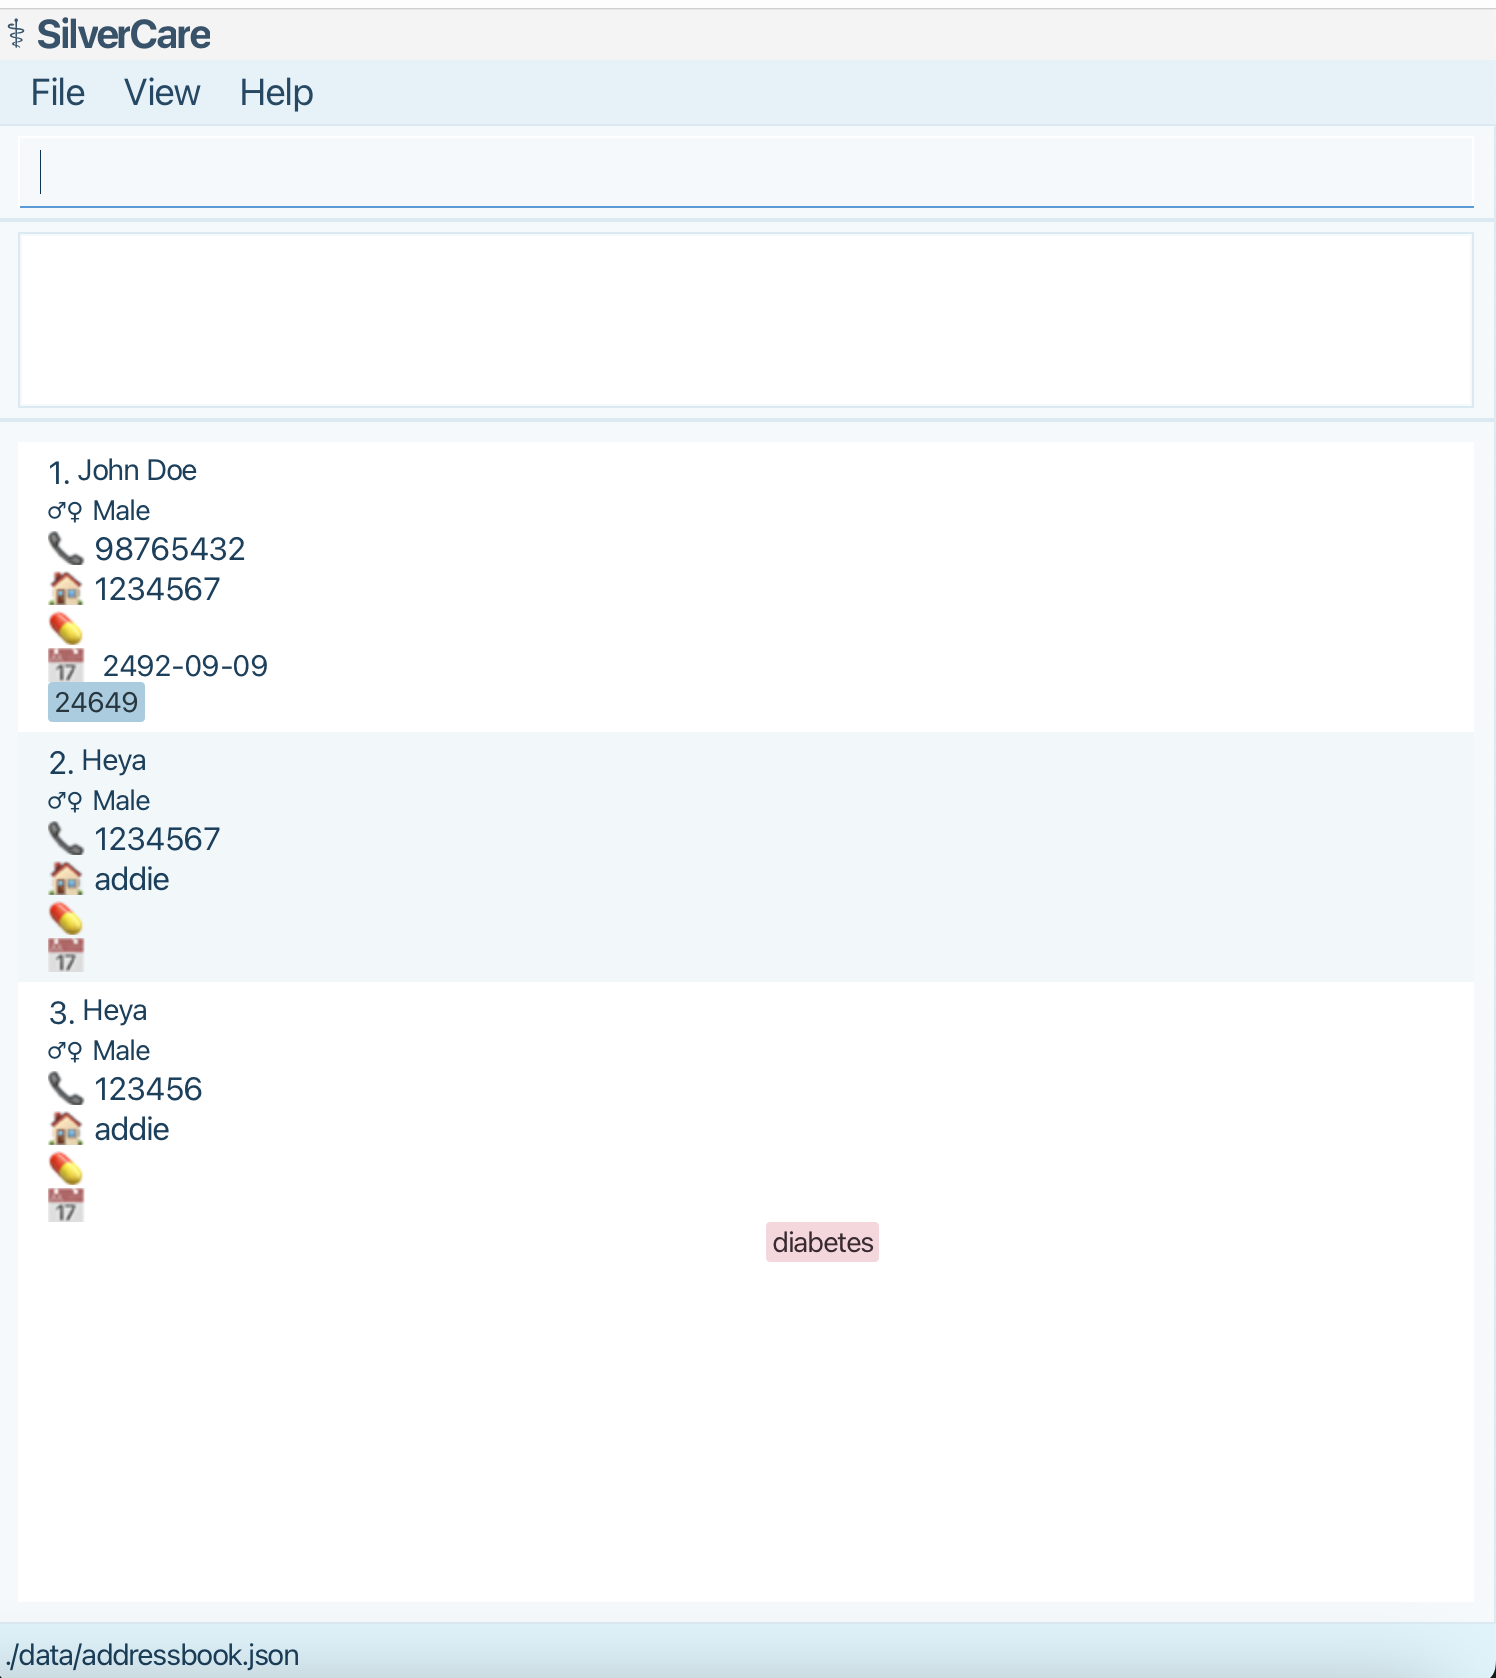 ⚕ SilverCare
File View Help
1. John Doe
♂♀ Male
98765432
1234567
17 2492-09-09
24649
2. Heya
♂♀ Male
1234567
addie
17
3. Heya
♂♀ Male
123456
addie
17
diabetes
./data/addressbook.json